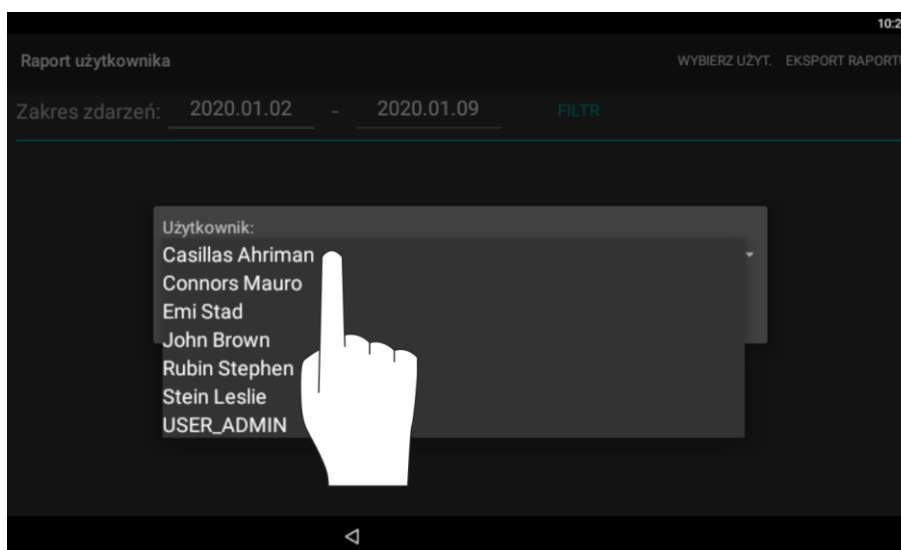 10:2
Raport użytkownika WYBIERZ UŻYT. EKSPORT RAPORTU
Zakres zdarzeń: 2020.01.02 - 2020.01.09 FILTR
Użytkownik:
Casillas Ahriman
Connors Mauro
Emi Stad
John Brown
Rubin Stephen
Stein Leslie
USER_ADMIN